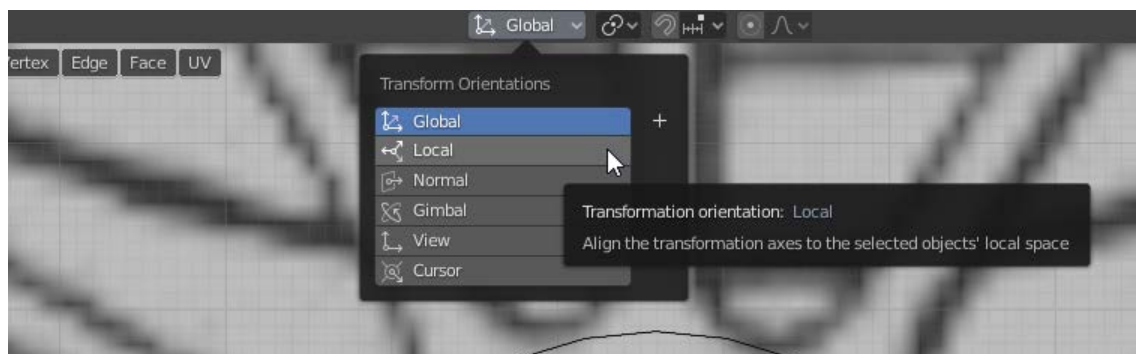 Global
Edge Face UV
Transform Orientations
Global
Local
Normal
Gimbal
View
Cursor
Transformation orientation: Local
Align the transformation axes to the selected objects' local space